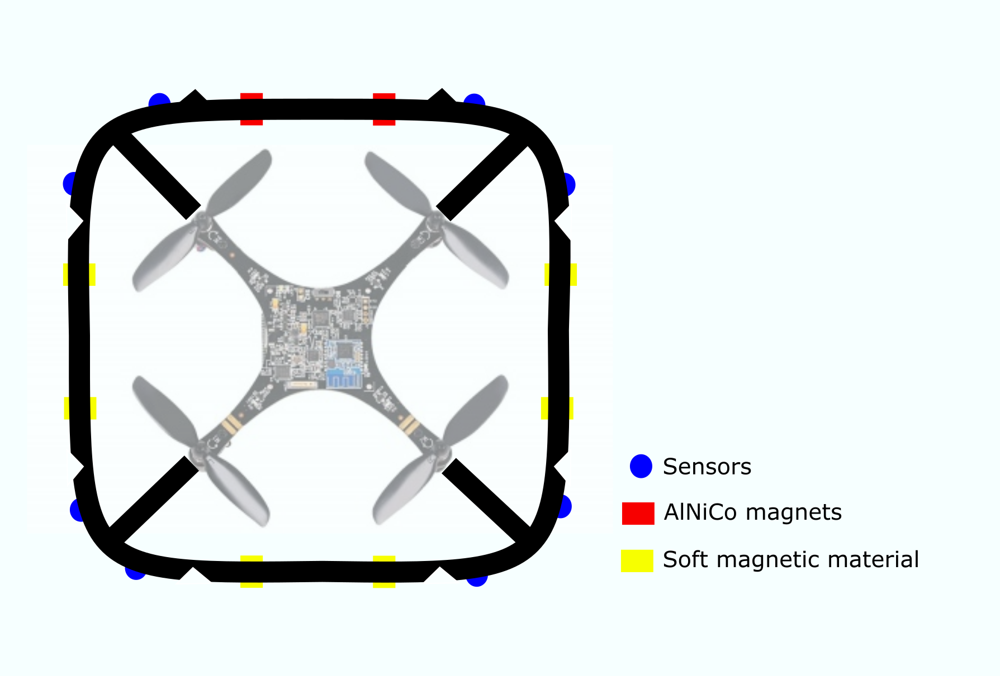 Sensors
AlNiCo magnets
Soft magnetic material